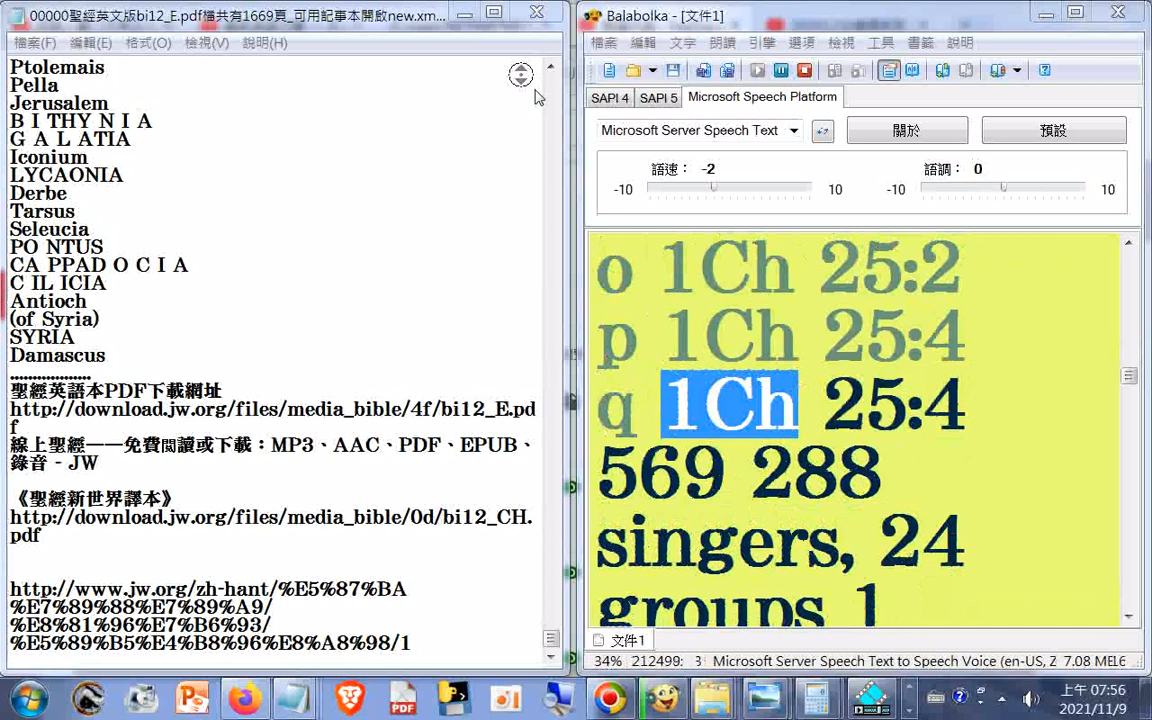 00000聖經英文版bi12_E.pdf檔共有1669頁_可用記事本開啟new.xm...
檔案(F) 編輯(E) 格式(O) 檢視(V) 說明(H)
Ptolemais
Pella
Jerusalem
B I THY N I A
G A L ATIA
Iconium
LYCAONIA
Derbe
Tarsus
Seleucia
PO NTUS
CA PPAD O C I A
C IL ICIA
Antioch
(of Syria)
SYRIA
Damascus
..................
聖經英語本PDF下載網址
http://download.jw.org/files/media_bible/4f/bi12_E.pd
f
線上聖經——免費閱讀或下載：MP3、AAC、PDF、EPUB、
錄音 - JW
《聖經新世界譯本》
http://download.jw.org/files/media_bible/0d/bi12_CH.
pdf
http://www.jw.org/zh-hant/%E5%87%BA
%E7%89%88%E7%89%A9/
%E8%81%96%E7%B6%93/
%E5%89%B5%E4%B8%96%E8%A8%98/1
Balabolka - [文件1]
檔案 編輯 文字 朗讀 引擎 選項 檢視 工具 書籤 說明
SAPI 4 SAPI 5 Microsoft Speech Platform
Microsoft Server Speech Text 關於 預設
語速： -2 語調： 0
-10 10 -10 10
o 1Ch 25:2
p 1Ch 25:4
q 1Ch 25:4
569 288
singers, 24
groups 1
文件1
34% 212499: 3 Microsoft Server Speech Text to Speech Voice (en-US, Z 7.08 MEL6
上午 07:56
2021/11/9